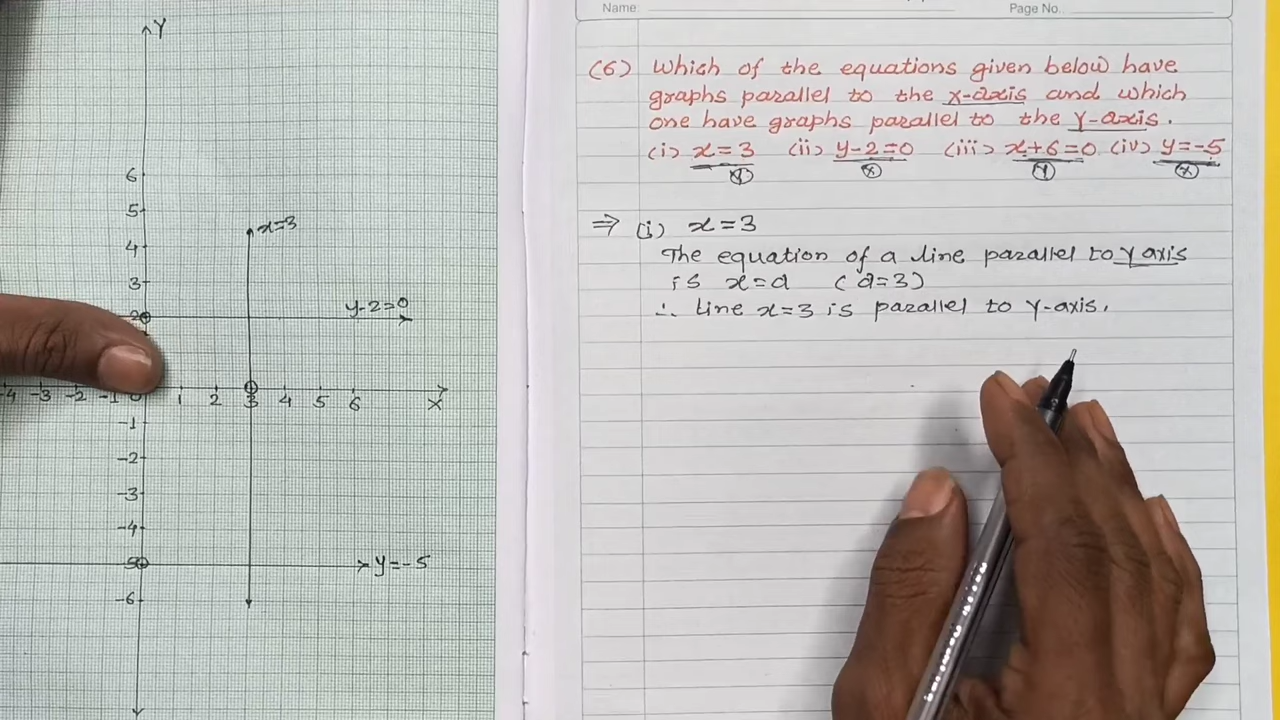 Name: Page No.
(6) Which of the equations given below have
graphs parallel to the x-axis and which
one have graphs parallel to the Y-axis.
(i) x=3 (ii) y-2=0 (iii) x+6=0 (iv) y=-5
Y X Y X
⇒ (i) x=3
The equation of a line parallel to Y axis
is x=a (a=3)
∴ Line x=3 is parallel to Y-axis.
Y
6
5
x=3
4
3
y-2=0
2
-4 -3 -2 -1 0 1 2 3 4 5 6 X
-1
-2
-3
-4
-5 y=-5
-6